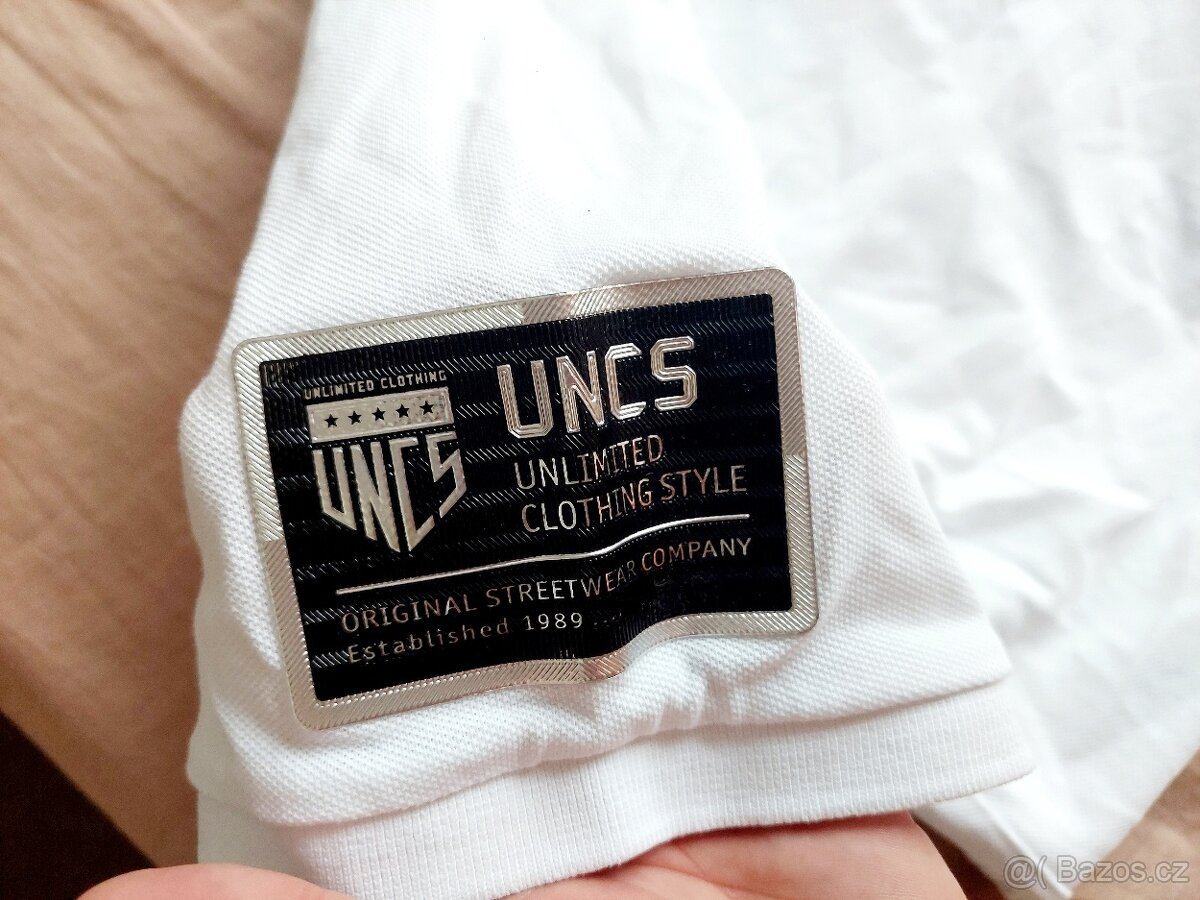 UNLIMITED CLOTHING
UNCS
UNCS
UNLIMITED
CLOTHING STYLE
ORIGINAL STREETWEAR COMPANY
Established 1989 ...
@( Bazos.cz